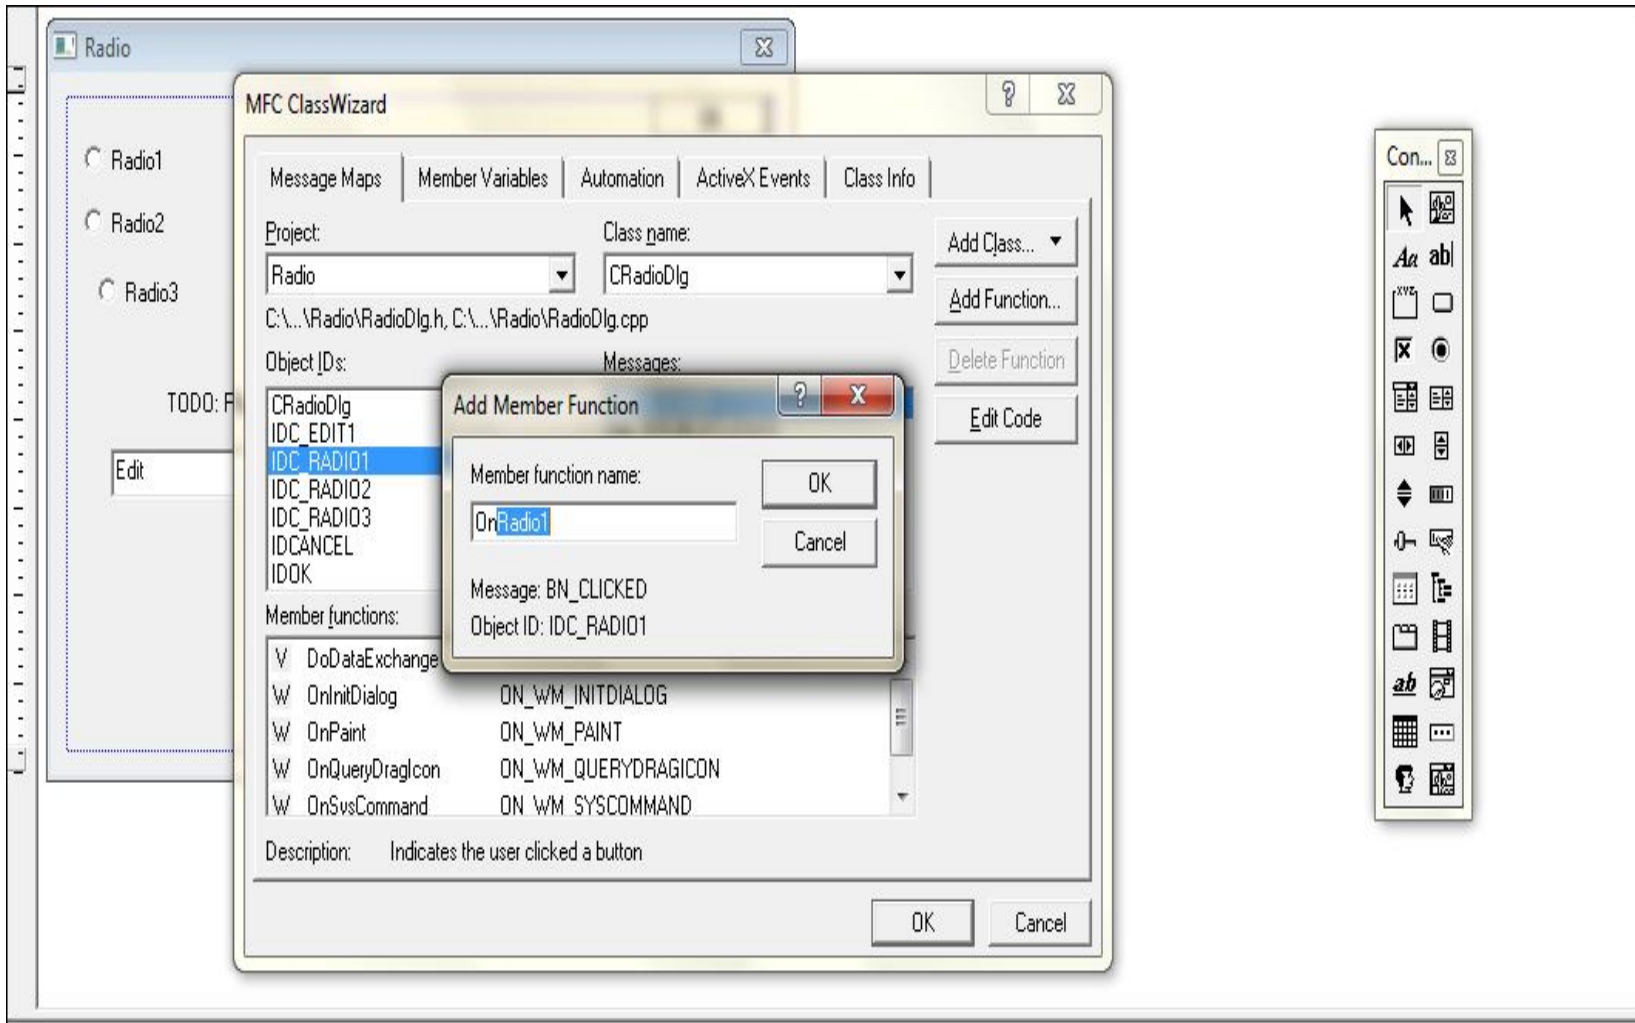 Radio
Radio1
Radio2
Radio3
TODO:
Edit
MFC ClassWizard
Message Maps
Member Variables
Automation
ActiveX Events
Class Info
Project:
Class name:
Radio
CRadioDlg
C:\...\Radio\RadioDlg.h, C:\...\Radio\RadioDlg.cpp
Object IDs:
Messages:
CRadioDlg
IDC_EDIT1
IDC_RADIO1
IDC_RADIO2
IDC_RADIO3
IDCANCEL
IDOK
Add Class...
Add Function...
Delete Function
Edit Code
Add Member Function
Member function name:
OnRadio1
OK
Cancel
Message: BN_CLICKED
Object ID: IDC_RADIO1
Member functions:
V DoDataExchange
W OnInitDialog ON_WM_INITDIALOG
W OnPaint ON_WM_PAINT
W OnQueryDragIcon ON_WM_QUERYDRAGICON
W OnSysCommand ON_WM_SYSCOMMAND
Description: Indicates the user clicked a button
OK
Cancel
Con...
Aa ab|
XYZ
ab